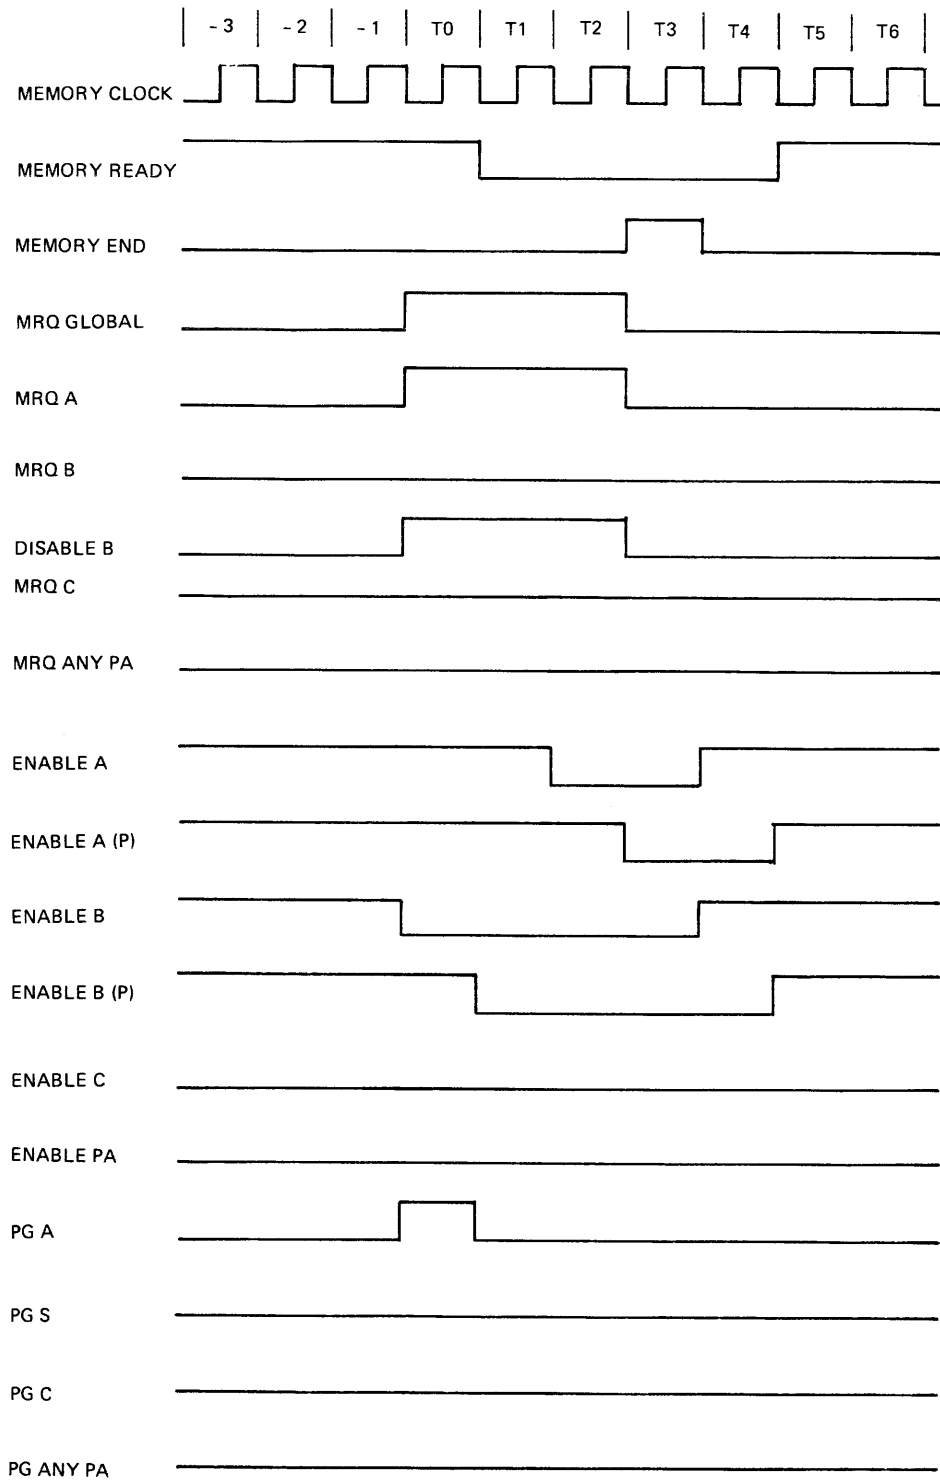 -3 -2 -1 T0 T1 T2 T3 T4 T5 T6
MEMORY CLOCK
MEMORY READY
MEMORY END
MRQ GLOBAL
MRQ A
MRQ B
DISABLE B
MRQ C
MRQ ANY PA
ENABLE A
ENABLE A (P)
ENABLE B
ENABLE B (P)
ENABLE C
ENABLE PA
PG A
PG S
PG C
PG ANY PA